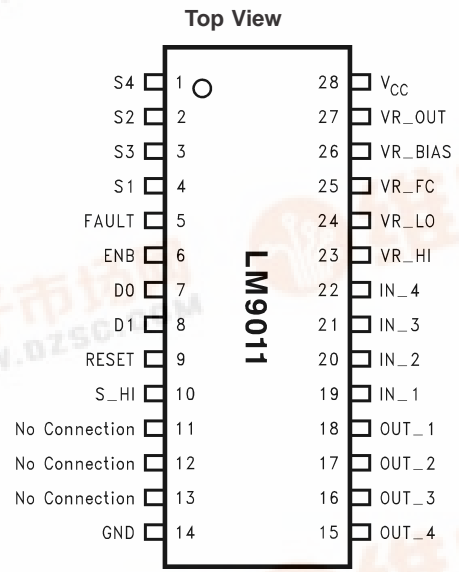 Top View
S4 1 28 VCC
S2 2 27 VR_OUT
S3 3 26 VR_BIAS
S1 4 25 VR_FC
FAULT 5 24 VR_LO
ENB 6 23 VR_HI
D0 7 22 IN_4
D1 8 21 IN_3
RESET 9 20 IN_2
S_HI 10 19 IN_1
No Connection 11 18 OUT_1
No Connection 12 17 OUT_2
No Connection 13 16 OUT_3
GND 14 15 OUT_4
LM9011